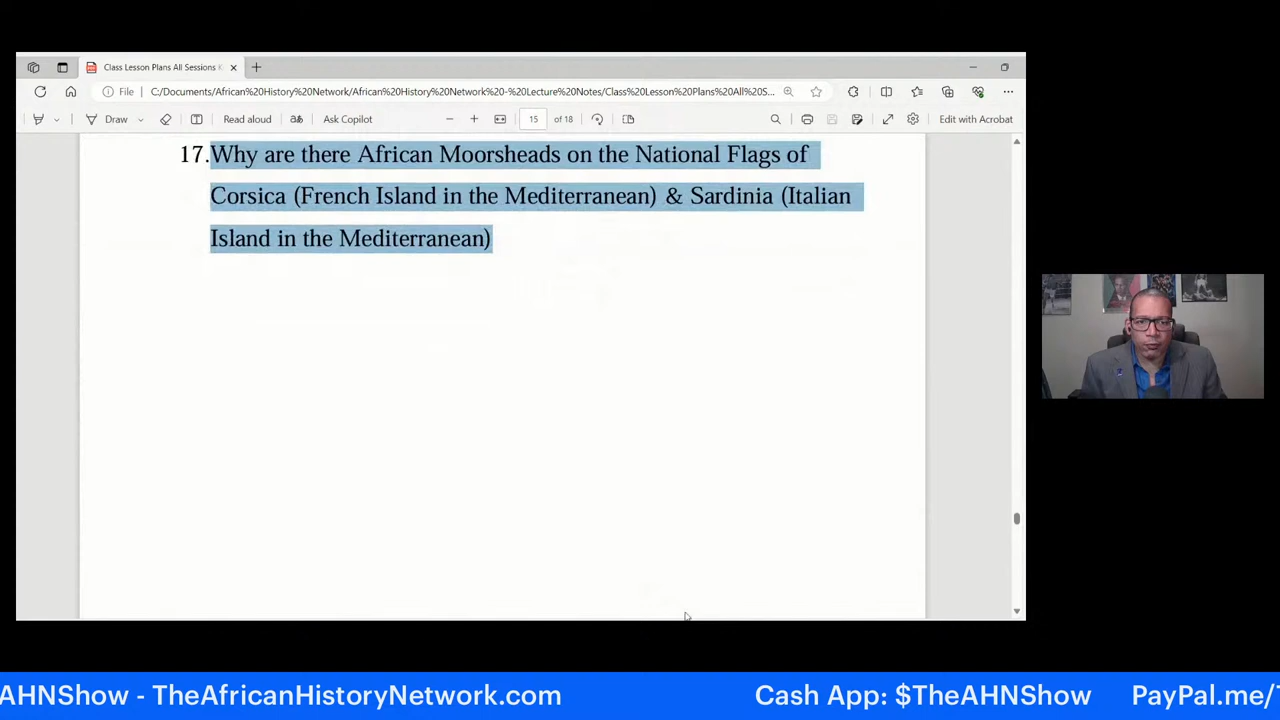 Class Lesson Plans All Sessions K
File
C:/Documents/African%20History%20Network/African%20History%20Network%20-%20Lecture%20Notes/Class%20Lesson%20Plans%20All%20S...
Draw
Read aloud
Ask Copilot
15 of 18
Edit with Acrobat
17. Why are there African Moorsheads on the National Flags of
Corsica (French Island in the Mediterranean) & Sardinia (Italian
Island in the Mediterranean)
AHNShow - TheAfricanHistoryNetwork.com Cash App: $TheAHNShow PayPal.me/T